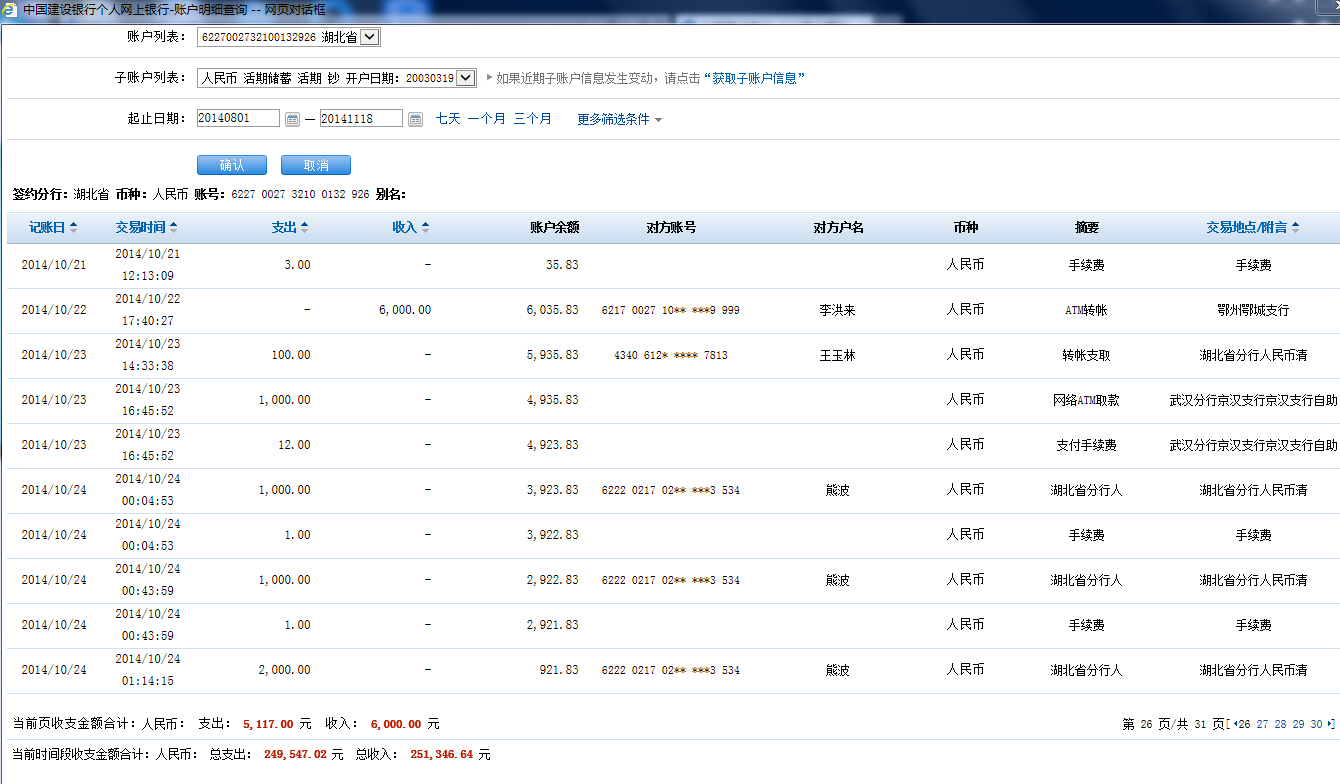 中国建设银行个人网上银行-账户明细查询 -- 网页对话框
账户列表： 6227002732100132926 湖北省
子账户列表： 人民币 活期储蓄 活期 钞 开户日期：20030319 如果近期子账户信息发生变动，请点击“获取子账户信息”
起止日期： 20140801 — 20141118 七天 一个月 三个月 更多筛选条件
确认 取消
签约分行：湖北省 币种：人民币 账号：6227 0027 3210 0132 926 别名：
记账日 交易时间 支出 收入 账户余额 对方账号 对方户名 币种 摘要 交易地点/附言
2014/10/21 2014/10/21 12:13:09 3.00 - 35.83 人民币 手续费 手续费
2014/10/22 2014/10/22 17:40:27 - 6,000.00 6,035.83 6217 0027 10** ***9 999 李洪来 人民币 ATM转帐 鄂州鄂城支行
2014/10/23 2014/10/23 14:33:38 100.00 - 5,935.83 4340 612* **** 7813 王玉林 人民币 转帐支取 湖北省分行人民币清
2014/10/23 2014/10/23 16:45:52 1,000.00 - 4,935.83 人民币 网络ATM取款 武汉分行京汉支行京汉支行自助
2014/10/23 2014/10/23 16:45:52 12.00 - 4,923.83 人民币 支付手续费 武汉分行京汉支行京汉支行自助
2014/10/24 2014/10/24 00:04:53 1,000.00 - 3,923.83 6222 0217 02** ***3 534 熊波 人民币 湖北省分行人 湖北省分行人民币清
2014/10/24 2014/10/24 00:04:53 1.00 - 3,922.83 人民币 手续费 手续费
2014/10/24 2014/10/24 00:43:59 1,000.00 - 2,922.83 6222 0217 02** ***3 534 熊波 人民币 湖北省分行人 湖北省分行人民币清
2014/10/24 2014/10/24 00:43:59 1.00 - 2,921.83 人民币 手续费 手续费
2014/10/24 2014/10/24 01:14:15 2,000.00 - 921.83 6222 0217 02** ***3 534 熊波 人民币 湖北省分行人 湖北省分行人民币清
当前页收支金额合计：人民币： 支出： 5,117.00 元 收入： 6,000.00 元 第 26 页/共 31 页[ 26 27 28 29 30 ]
当前时间段收支金额合计：人民币： 总支出： 249,547.02 元 总收入： 251,346.64 元